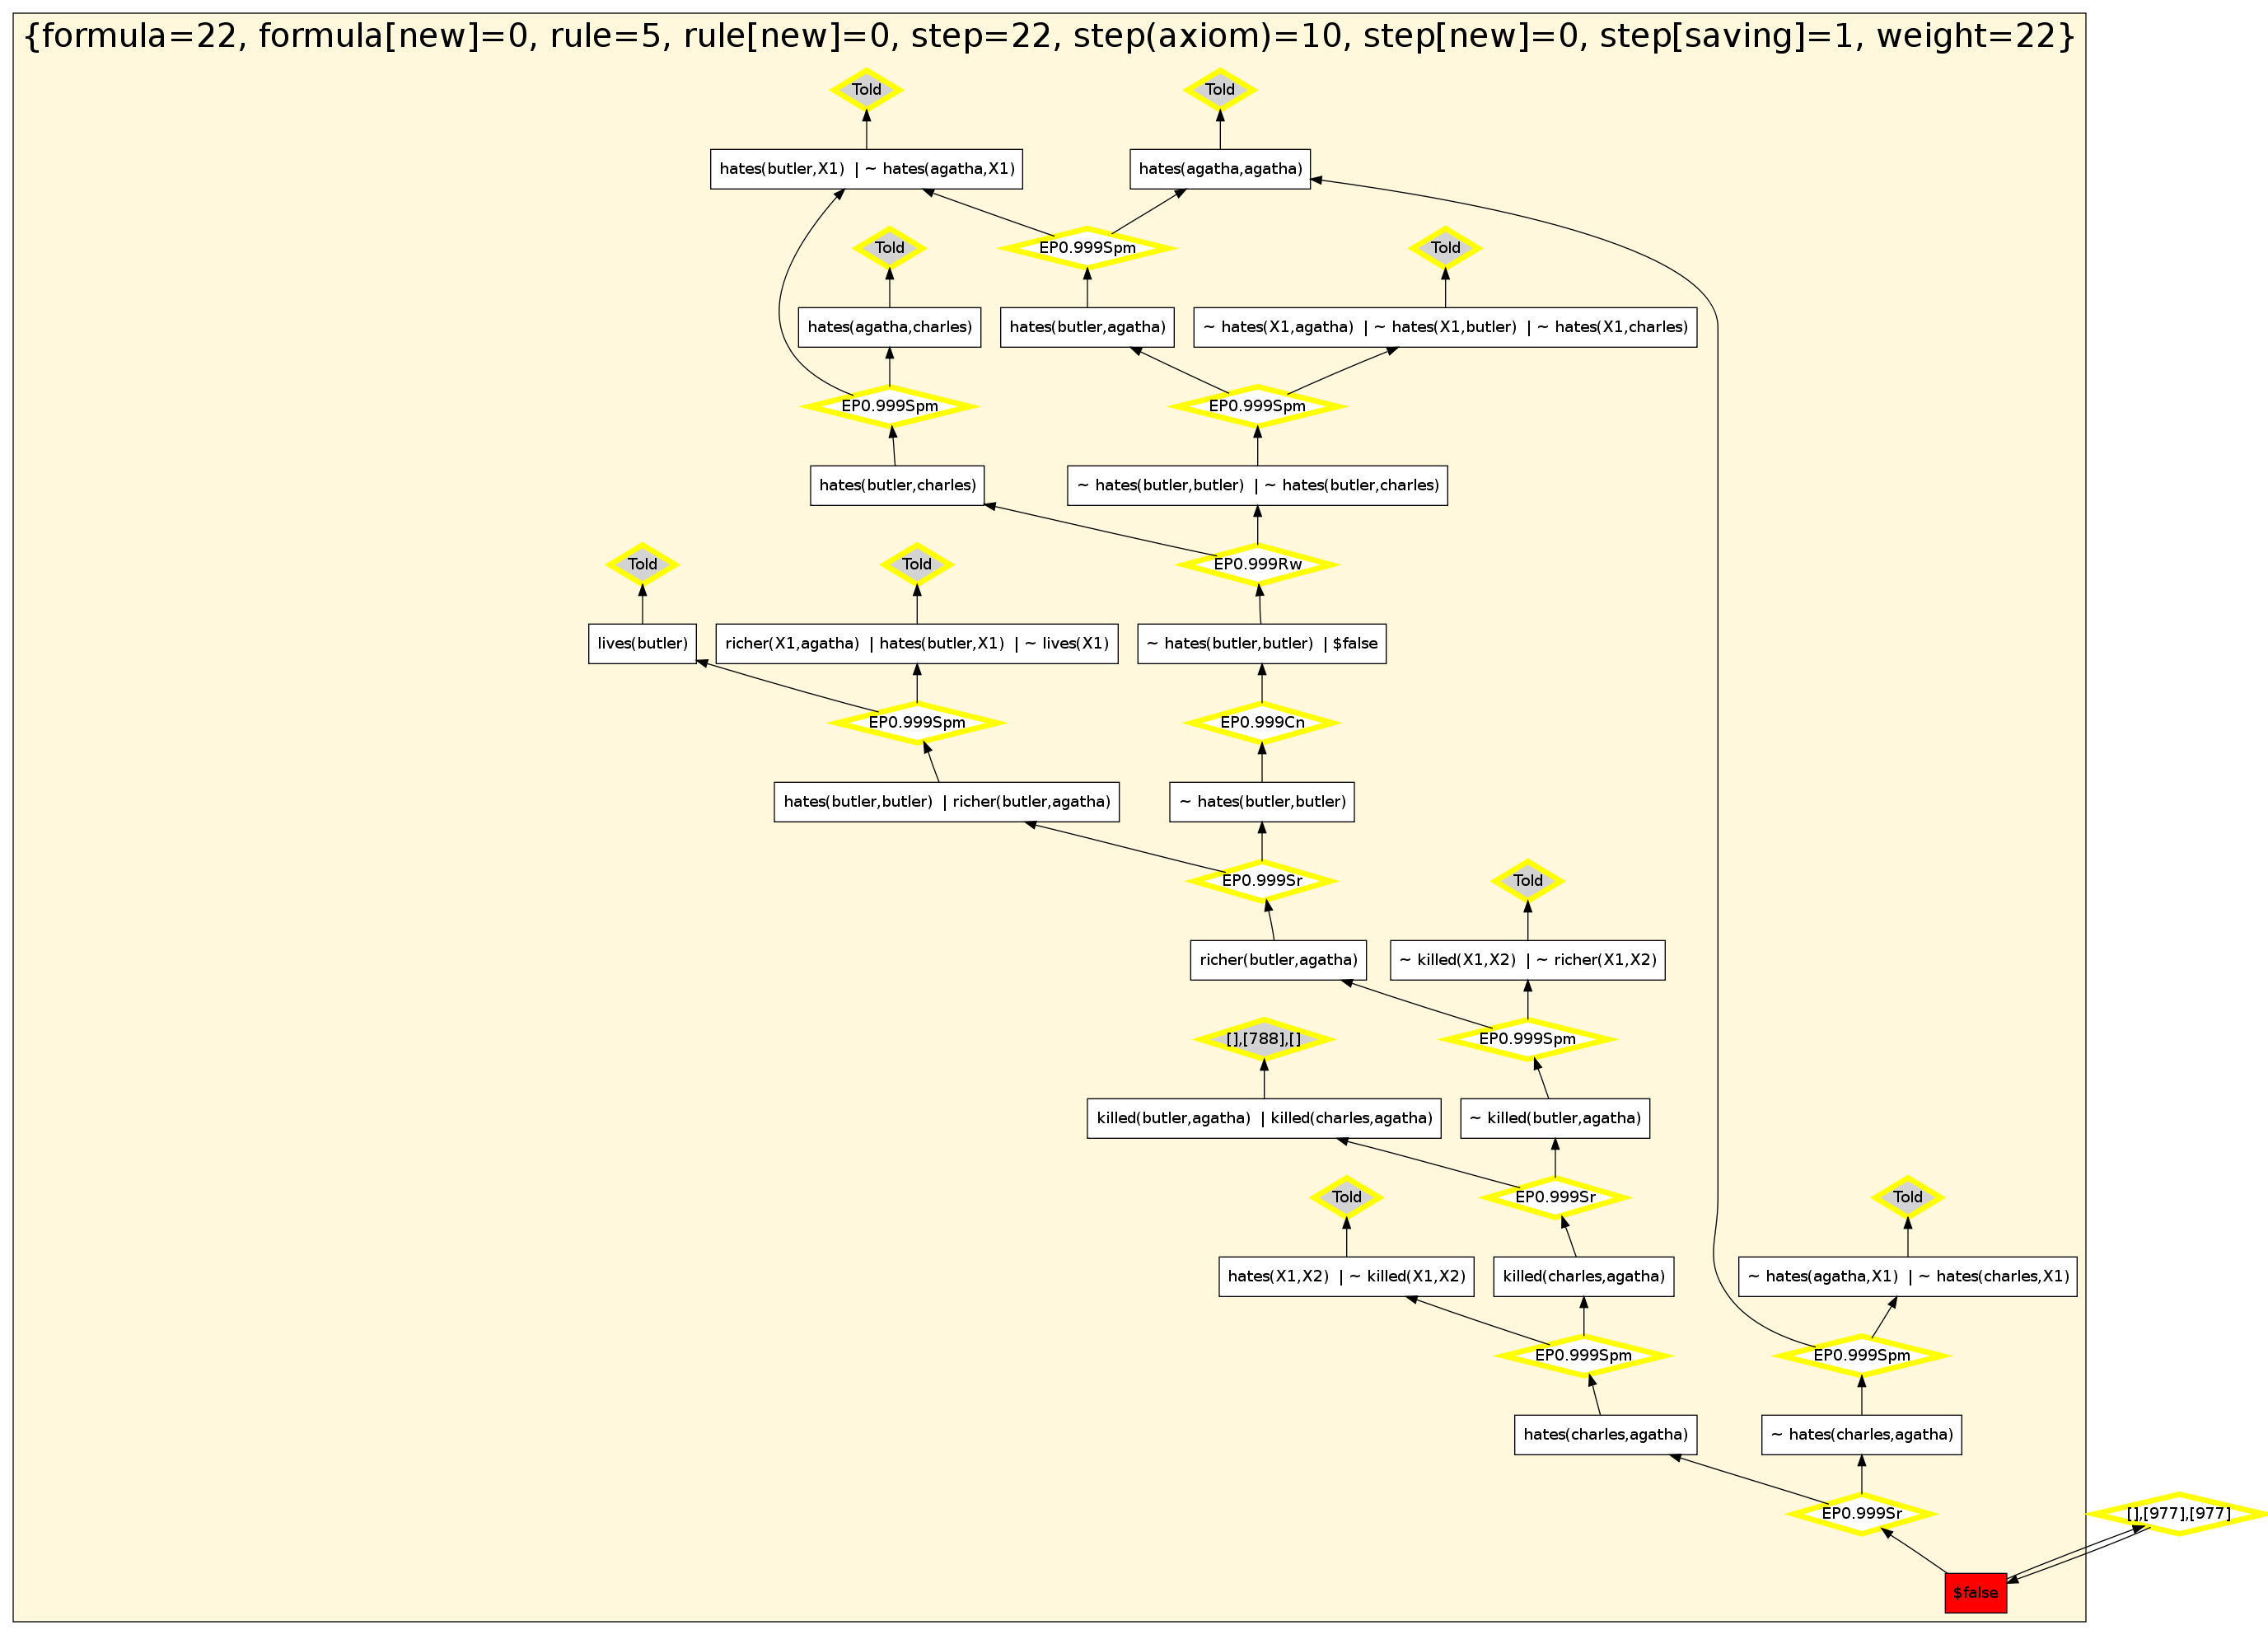 {formula=22, formula[new]=0, rule=5, rule[new]=0, step=22, step(axiom)=10, step[new]=0, step[saving]=1, weight=22}
Told
Told
hates(butler,X1) | ~ hates(agatha,X1)
hates(agatha,agatha)
Told
EP0.999Spm
Told
hates(agatha,charles)
hates(butler,agatha)
~ hates(X1,agatha) | ~ hates(X1,butler) | ~ hates(X1,charles)
EP0.999Spm
EP0.999Spm
hates(butler,charles)
~ hates(butler,butler) | ~ hates(butler,charles)
Told
Told
EP0.999Rw
lives(butler)
richer(X1,agatha) | hates(butler,X1) | ~ lives(X1)
~ hates(butler,butler) | $false
EP0.999Spm
EP0.999Cn
hates(butler,butler) | richer(butler,agatha)
~ hates(butler,butler)
EP0.999Sr
Told
richer(butler,agatha)
~ killed(X1,X2) | ~ richer(X1,X2)
[],[788],[]
EP0.999Spm
killed(butler,agatha) | killed(charles,agatha)
~ killed(butler,agatha)
Told
EP0.999Sr
Told
hates(X1,X2) | ~ killed(X1,X2)
killed(charles,agatha)
~ hates(agatha,X1) | ~ hates(charles,X1)
EP0.999Spm
EP0.999Spm
hates(charles,agatha)
~ hates(charles,agatha)
EP0.999Sr
[],[977],[977]
$false